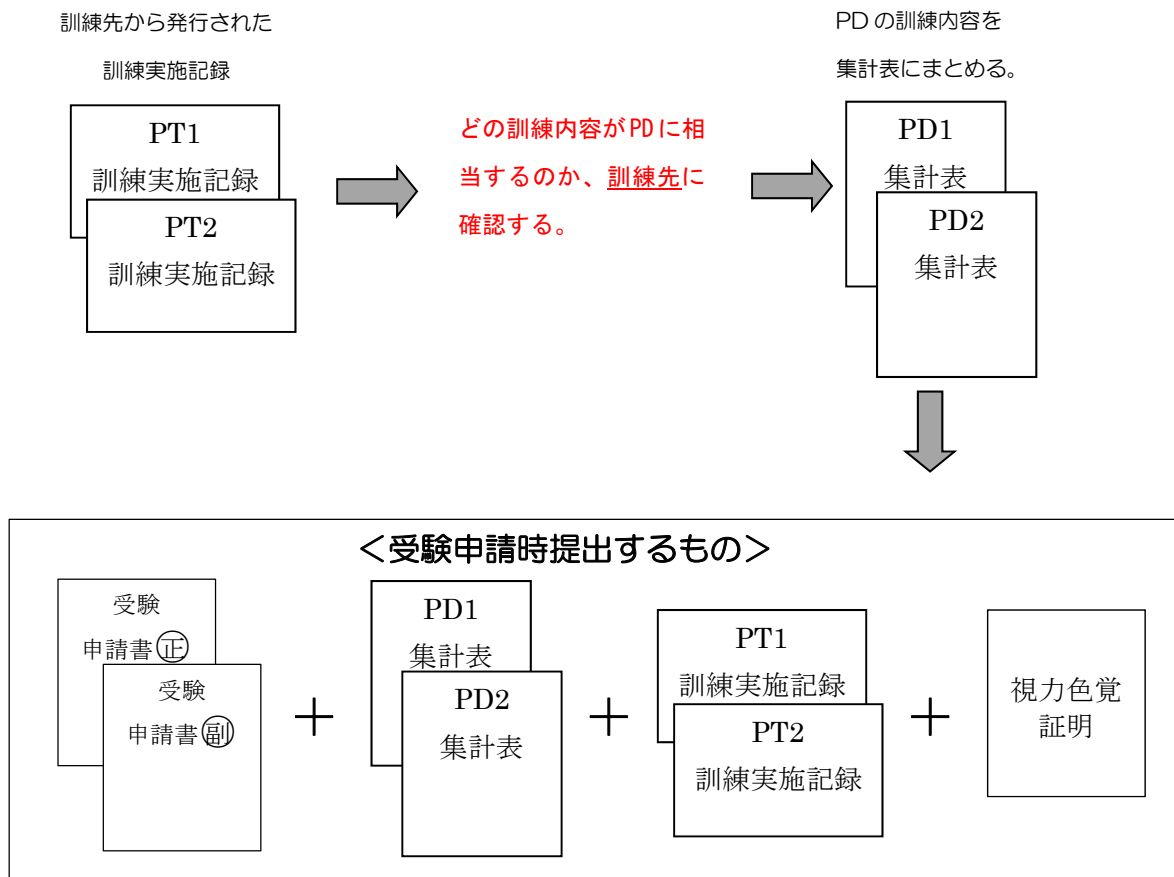 訓練先から発行された
訓練実施記録
PT1
訓練実施記録
PT2
訓練実施記録
どの訓練内容がPDに相
当するのか、訓練先に
確認する。
PDの訓練内容を
集計表にまとめる。
PD1
集計表
PD2
集計表
＜受験申請時提出するもの＞
受験
申請書㊣
受験
申請書副
＋
PD1
集計表
PD2
集計表
＋
PT1
訓練実施記録
PT2
訓練実施記録
＋
視力色覚
証明